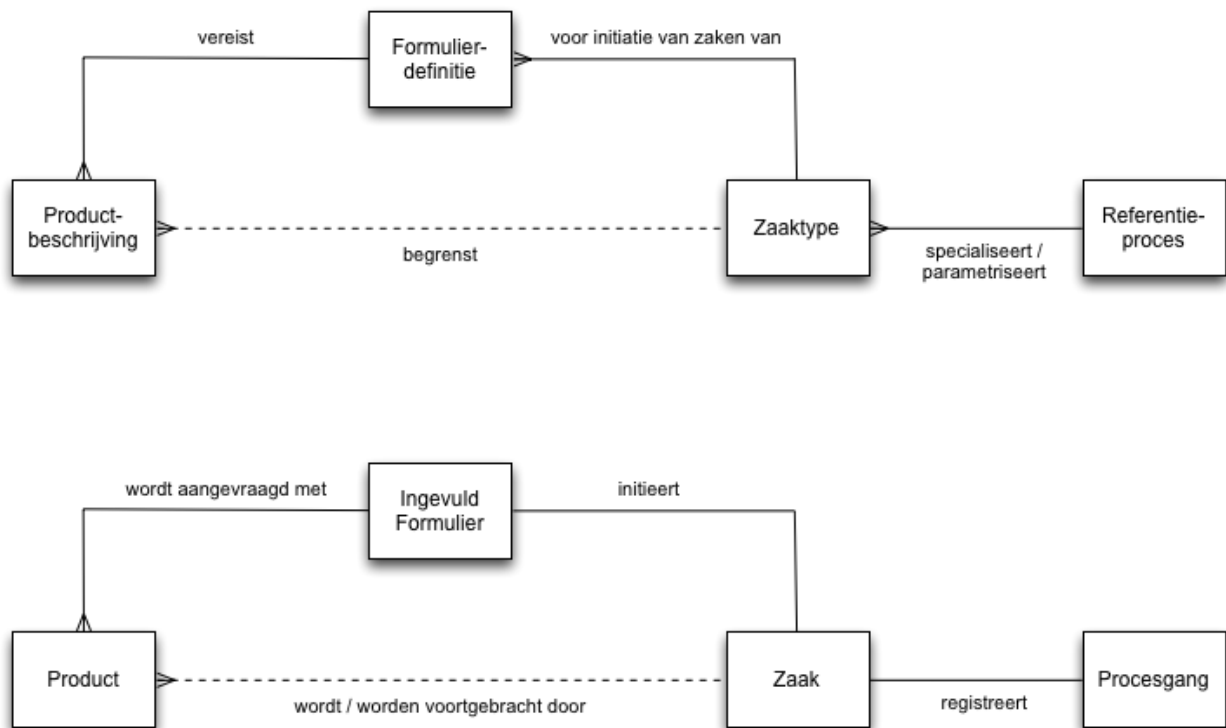 vereist
Formulier-
definitie
voor initiatie van zaken van
Product-
beschrijving
begrenst
Zaaktype
specialiseert /
parametriseert
Referentie-
proces
wordt aangevraagd met
Ingevuld
Formulier
initieert
Product
wordt / worden voortgebracht door
Zaak
registreert
Procesgang